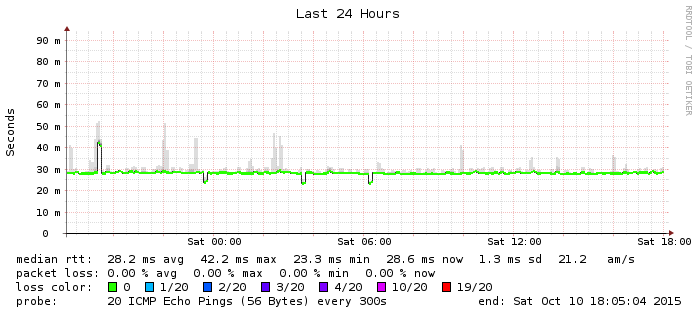 Last 24 Hours
RRDTOOL / TOBI OETIKER
Seconds
90 m
80 m
70 m
60 m
50 m
40 m
30 m
20 m
10 m
0
Sat 00:00 Sat 06:00 Sat 12:00 Sat 18:00
median rtt: 28.2 ms avg 42.2 ms max 23.3 ms min 28.6 ms now 1.3 ms sd 21.2 am/s
packet loss: 0.00 % avg 0.00 % max 0.00 % min 0.00 % now
loss color: 0 1/20 2/20 3/20 4/20 10/20 19/20
probe: 20 ICMP Echo Pings (56 Bytes) every 300s end: Sat Oct 10 18:05:04 2015